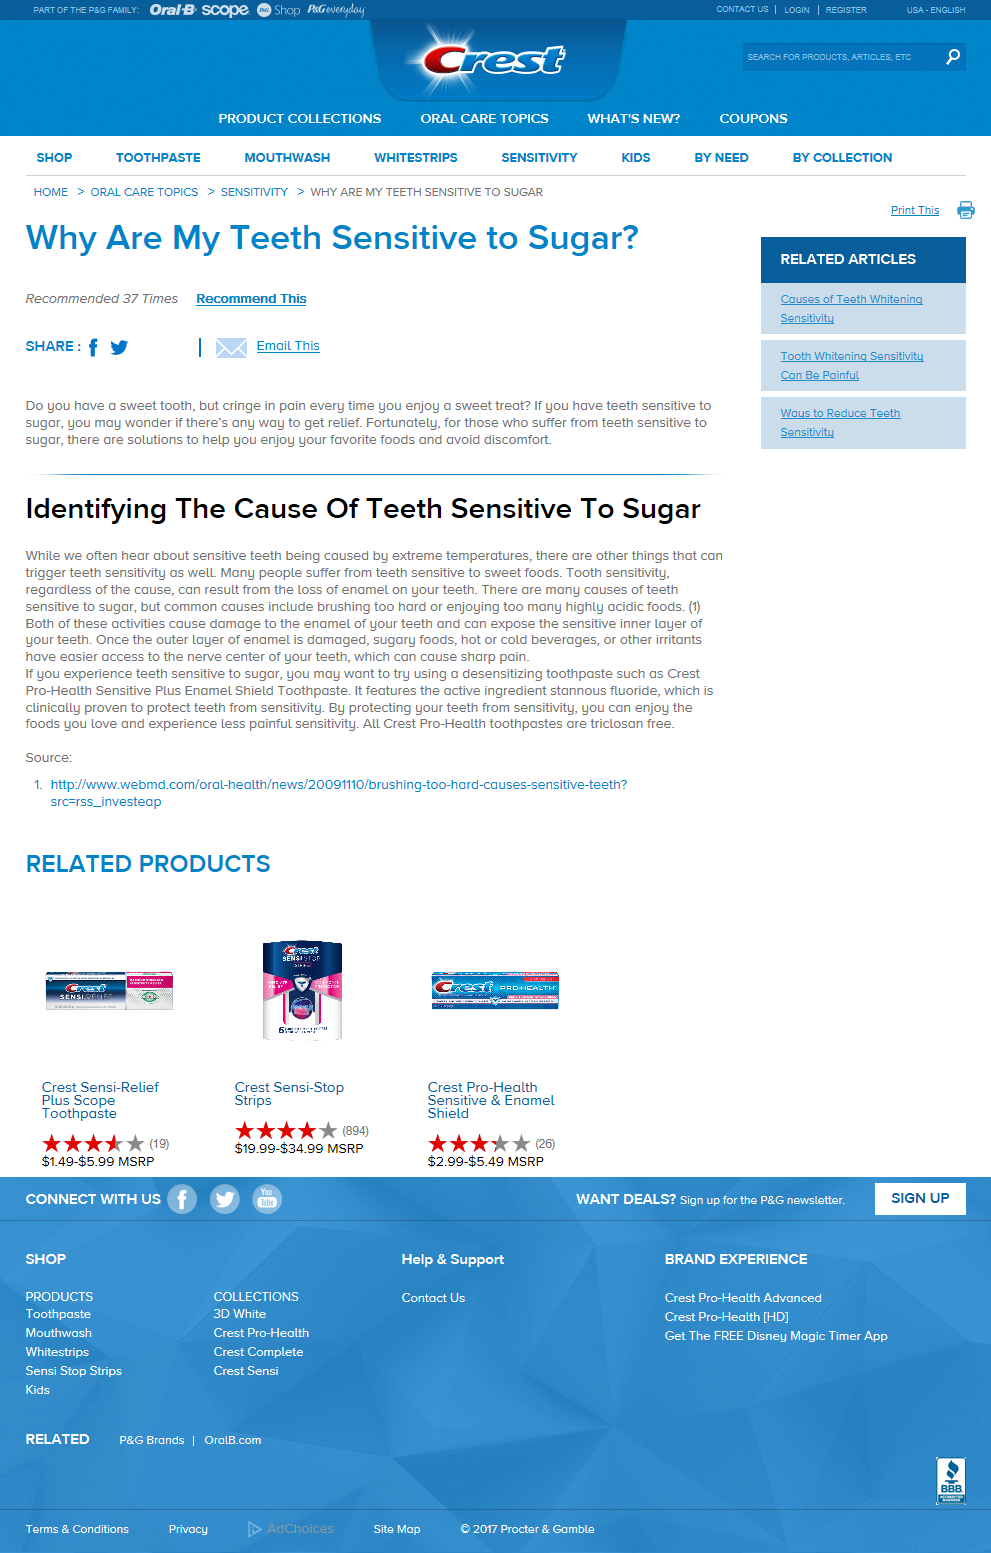 PART OF THE P&G FAMILY: Oral-B scope. P&G Shop P&G everyday
CONTACT US | LOGIN | REGISTER USA - ENGLISH
Crest
SEARCH FOR PRODUCTS, ARTICLES, ETC
PRODUCT COLLECTIONS ORAL CARE TOPICS WHAT'S NEW? COUPONS
SHOP TOOTHPASTE MOUTHWASH WHITESTRIPS SENSITIVITY KIDS BY NEED BY COLLECTION
HOME > ORAL CARE TOPICS > SENSITIVITY > WHY ARE MY TEETH SENSITIVE TO SUGAR
Print This
Why Are My Teeth Sensitive to Sugar?
Recommended 37 Times Recommend This
SHARE : | Email This
RELATED ARTICLES
Causes of Teeth Whitening
Sensitivity
Tooth Whitening Sensitivity
Can Be Painful
Ways to Reduce Teeth
Sensitivity
Do you have a sweet tooth, but cringe in pain every time you enjoy a sweet treat? If you have teeth sensitive to
sugar, you may wonder if there's any way to get relief. Fortunately, for those who suffer from teeth sensitive to
sugar, there are solutions to help you enjoy your favorite foods and avoid discomfort.
Identifying The Cause Of Teeth Sensitive To Sugar
While we often hear about sensitive teeth being caused by extreme temperatures, there are other things that can
trigger teeth sensitivity as well. Many people suffer from teeth sensitive to sweet foods. Tooth sensitivity,
regardless of the cause, can result from the loss of enamel on your teeth. There are many causes of teeth
sensitive to sugar, but common causes include brushing too hard or enjoying too many highly acidic foods. (1)
Both of these activities cause damage to the enamel of your teeth and can expose the sensitive inner layer of
your teeth. Once the outer layer of enamel is damaged, sugary foods, hot or cold beverages, or other irritants
have easier access to the nerve center of your teeth, which can cause sharp pain.
If you experience teeth sensitive to sugar, you may want to try using a desensitizing toothpaste such as Crest
Pro-Health Sensitive Plus Enamel Shield Toothpaste. It features the active ingredient stannous fluoride, which is
clinically proven to protect teeth from sensitivity. By protecting your teeth from sensitivity, you can enjoy the
foods you love and experience less painful sensitivity. All Crest Pro-Health toothpastes are triclosan free.
Source:
1. http://www.webmd.com/oral-health/news/20091110/brushing-too-hard-causes-sensitive-teeth?
src=rss_investeap
RELATED PRODUCTS
Crest
SENSI-RELIEF
Crest
SENSI-STOP
STRIPS
Crest PRO-HEALTH
Crest Sensi-Relief
Plus Scope
Toothpaste
(19)
$1.49-$5.99 MSRP
Crest Sensi-Stop
Strips
(894)
$19.99-$34.99 MSRP
Crest Pro-Health
Sensitive & Enamel
Shield
(26)
$2.99-$5.49 MSRP
CONNECT WITH US You Tube
WANT DEALS? Sign up for the P&G newsletter. SIGN UP
SHOP
PRODUCTS
Toothpaste
Mouthwash
Whitestrips
Sensi Stop Strips
Kids
COLLECTIONS
3D White
Crest Pro-Health
Crest Complete
Crest Sensi
Help & Support
Contact Us
BRAND EXPERIENCE
Crest Pro-Health Advanced
Crest Pro-Health [HD]
Get The FREE Disney Magic Timer App
RELATED P&G Brands | OralB.com
BBB
ACCREDITED
BUSINESS
Terms & Conditions Privacy AdChoices Site Map © 2017 Procter & Gamble